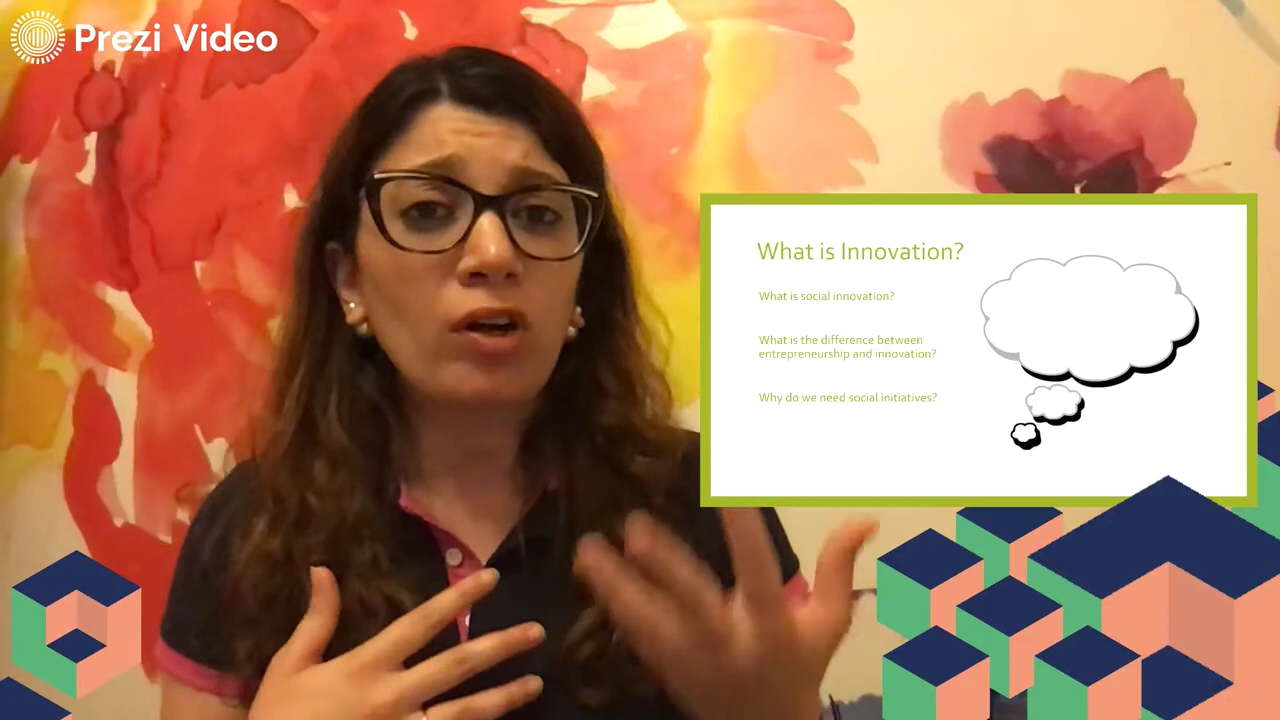 Prezi Video
What is Innovation?
What is social innovation?
What is the difference between
entrepreneurship and innovation?
Why do we need social initiatives?